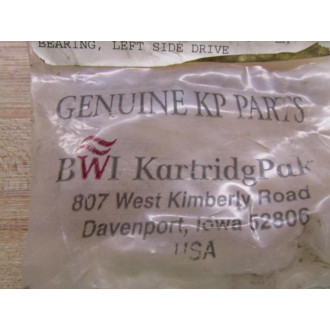 BEARING, LEFT SIDE DRIVE
GENUINE KP PARTS
BWI KartridgPak
807 West Kimberly Road
Davenport, Iowa 52806
USA